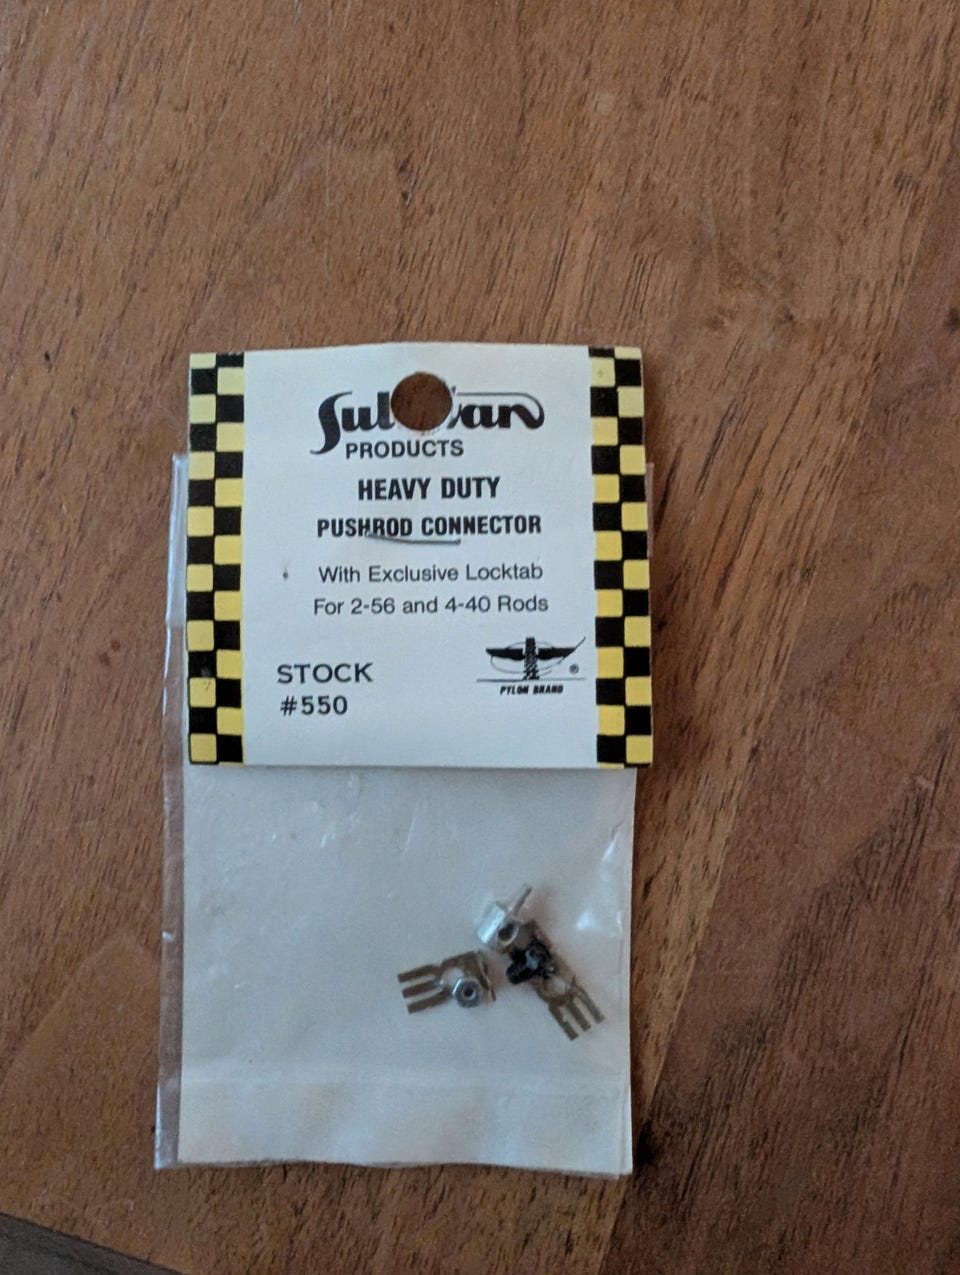 PRODUCTS
HEAVY DUTY
PUSHROD CONNECTOR
With Exclusive Locktab
For 2-56 and 4-40 Rods
STOCK
#550
®
PYLON BRAND